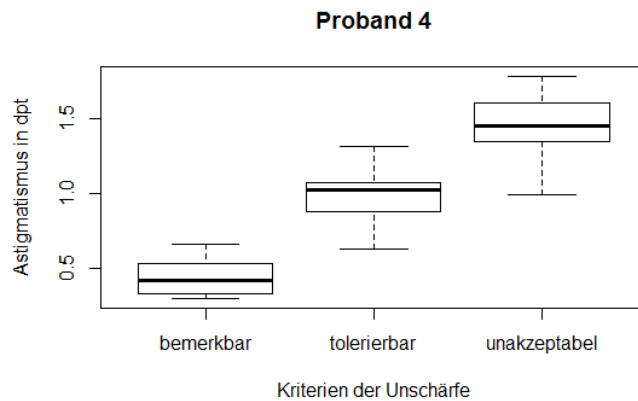 Proband 4
Astigmatismus in dpt
1.5
1.0
0.5
bemerkbar tolerierbar unakzeptabel
Kriterien der Unschärfe